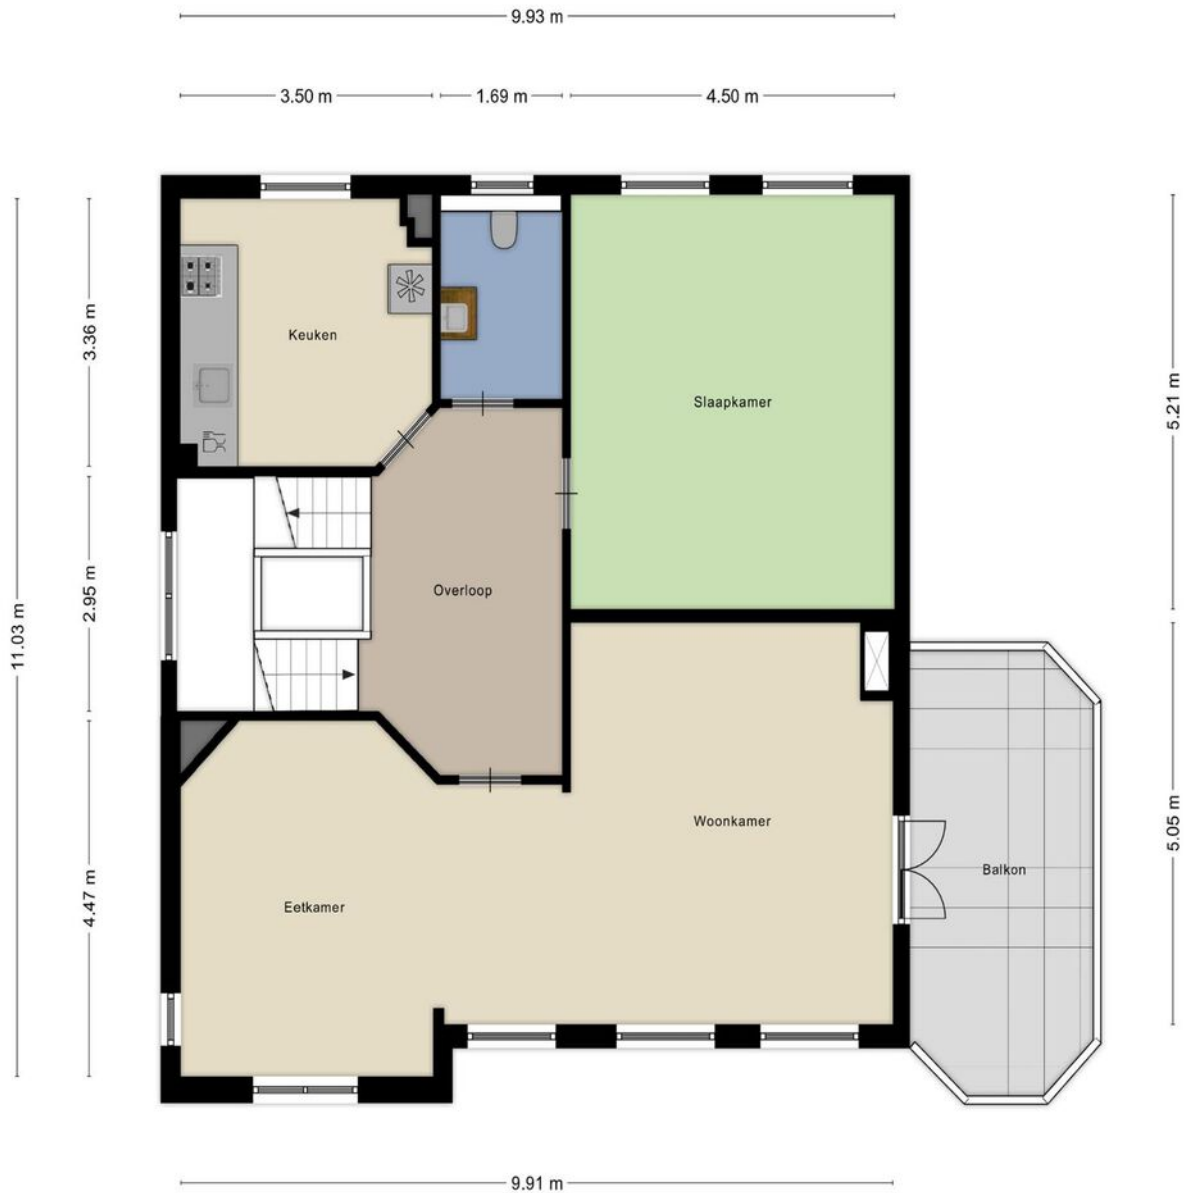 9.93 m
3.50 m
1.69 m
4.50 m
3.36 m
Keuken
5.21 m
Slaapkamer
2.95 m
Overloop
11.03 m
Woonkamer
5.05 m
Balkon
4.47 m
Eetkamer
9.91 m